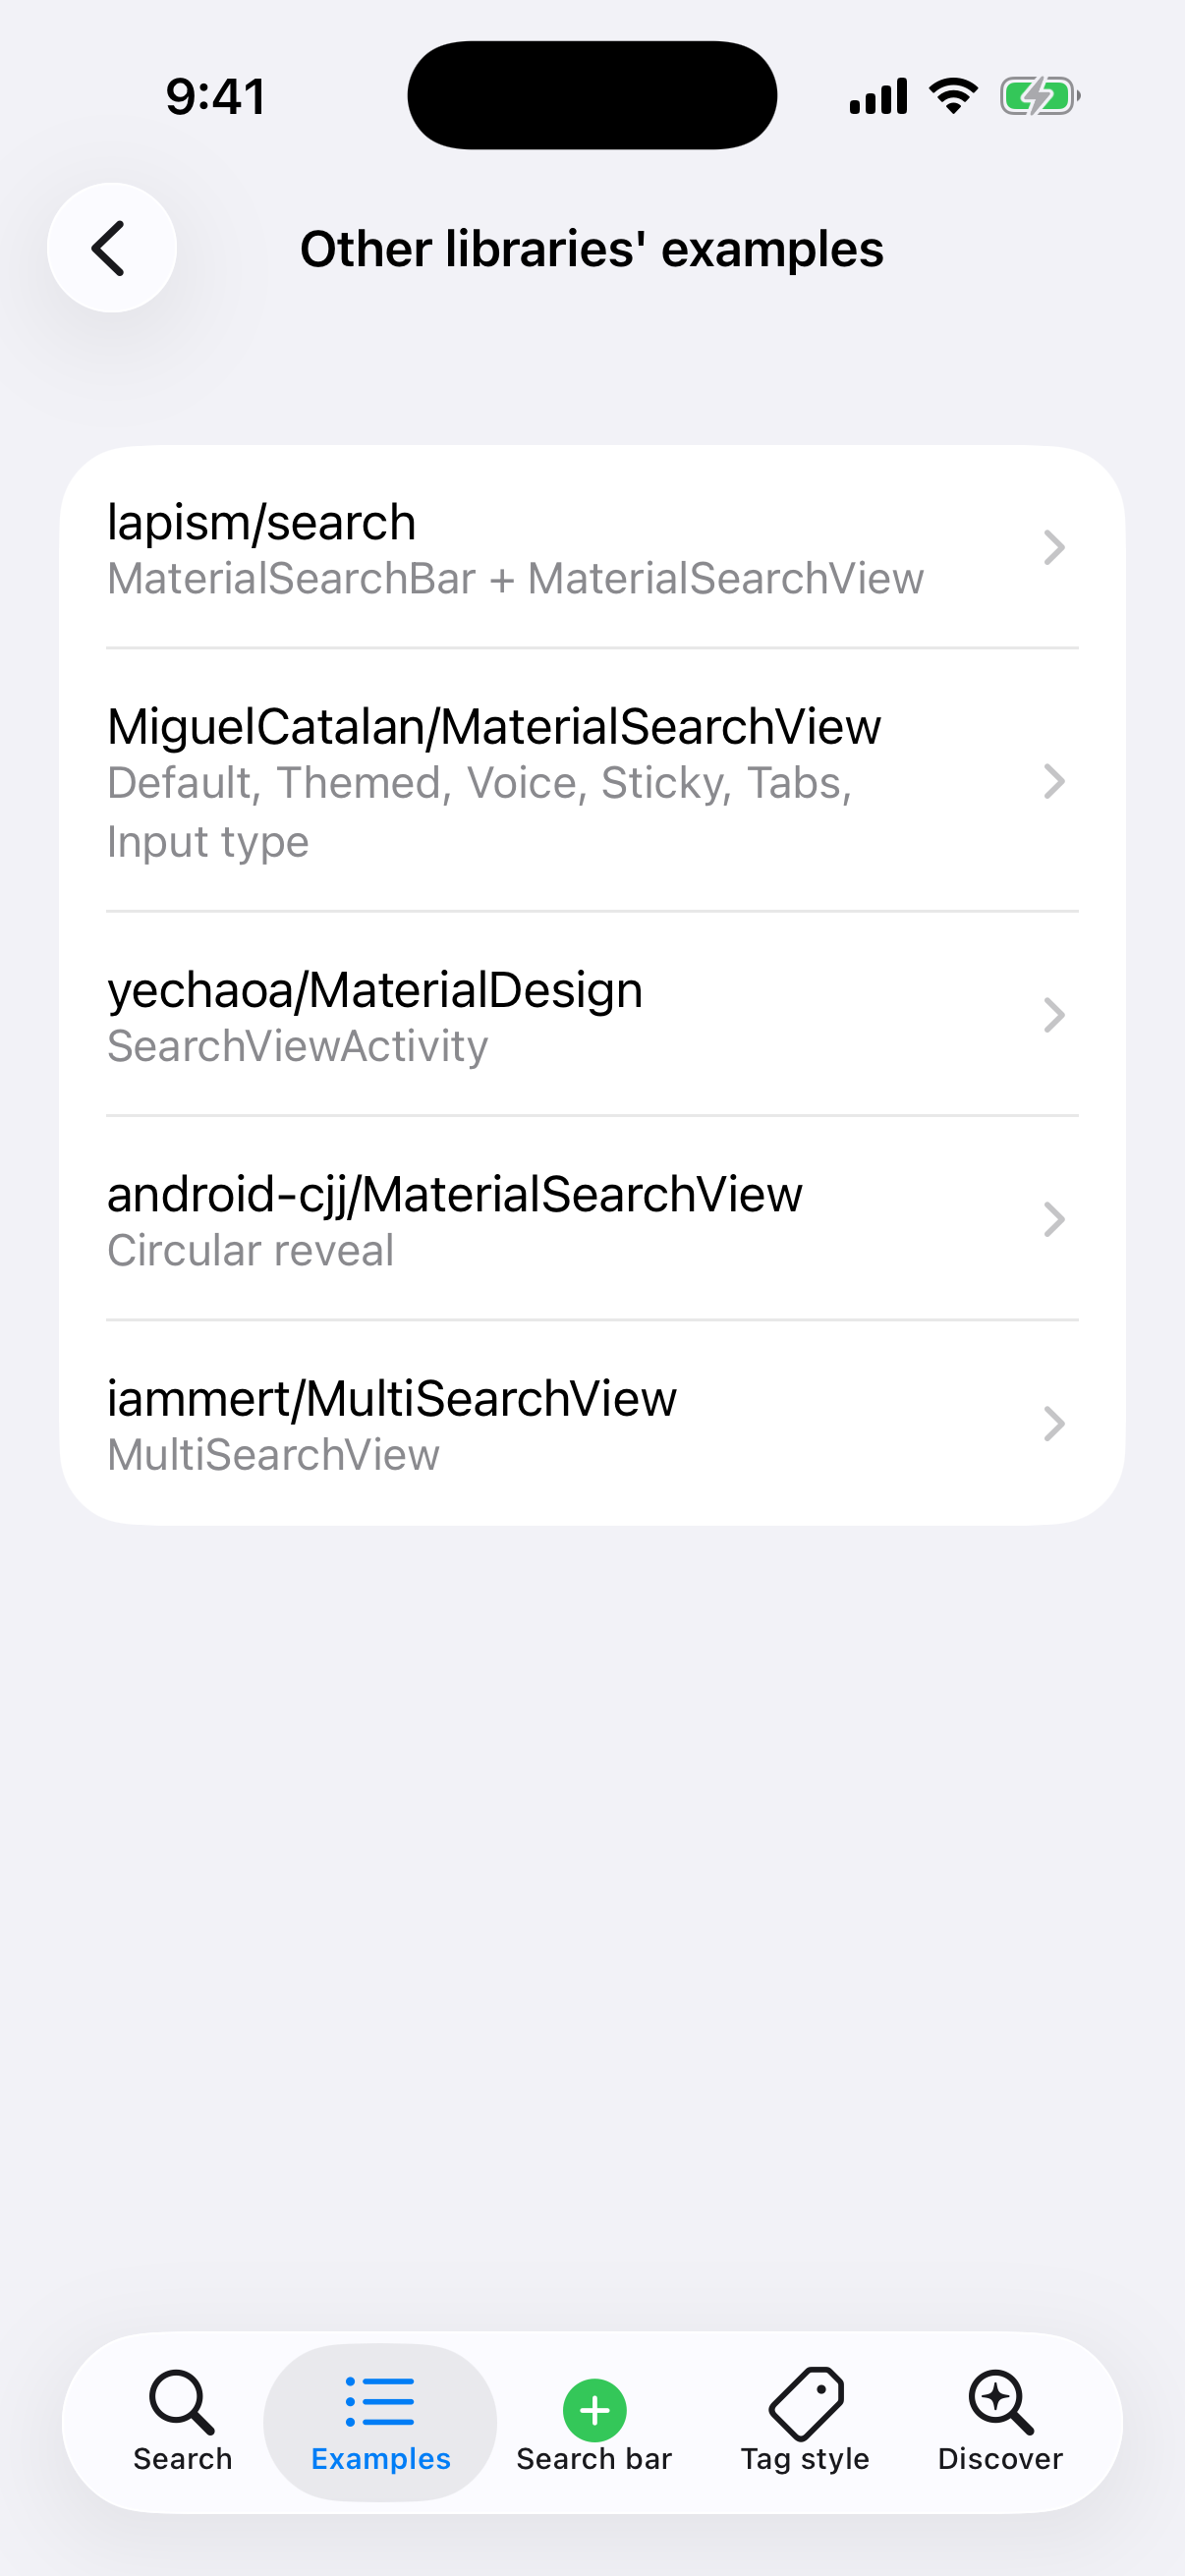 9:41
Other libraries' examples
lapism/search
MaterialSearchBar + MaterialSearchView
MiguelCatalan/MaterialSearchView
Default, Themed, Voice, Sticky, Tabs,
Input type
yechaoa/MaterialDesign
SearchViewActivity
android-cjj/MaterialSearchView
Circular reveal
iammert/MultiSearchView
MultiSearchView
Search
Examples
Search bar
Tag style
Discover